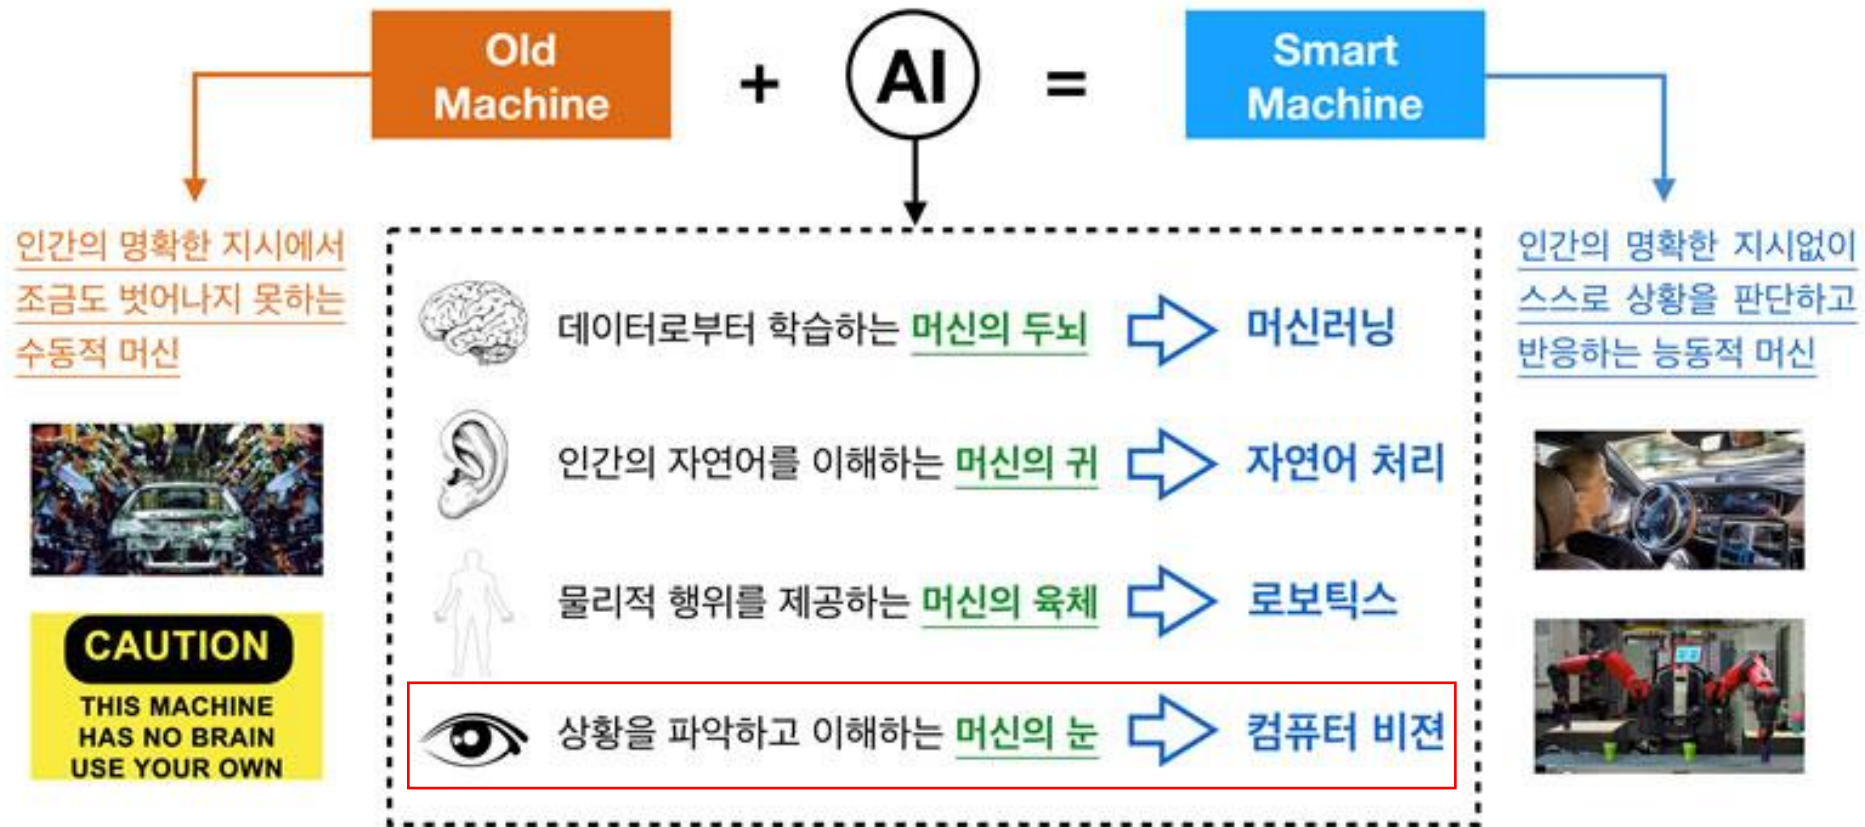 Old
Machine
+
AI
=
Smart
Machine
인간의 명확한 지시에서
조금도 벗어나지 못하는
수동적 머신
CAUTION
THIS MACHINE
HAS NO BRAIN
USE YOUR OWN
데이터로부터 학습하는 머신의 두뇌 머신러닝
인간의 자연어를 이해하는 머신의 귀 자연어 처리
물리적 행위를 제공하는 머신의 육체 로보틱스
상황을 파악하고 이해하는 머신의 눈 컴퓨터 비젼
인간의 명확한 지시없이
스스로 상황을 판단하고
반응하는 능동적 머신